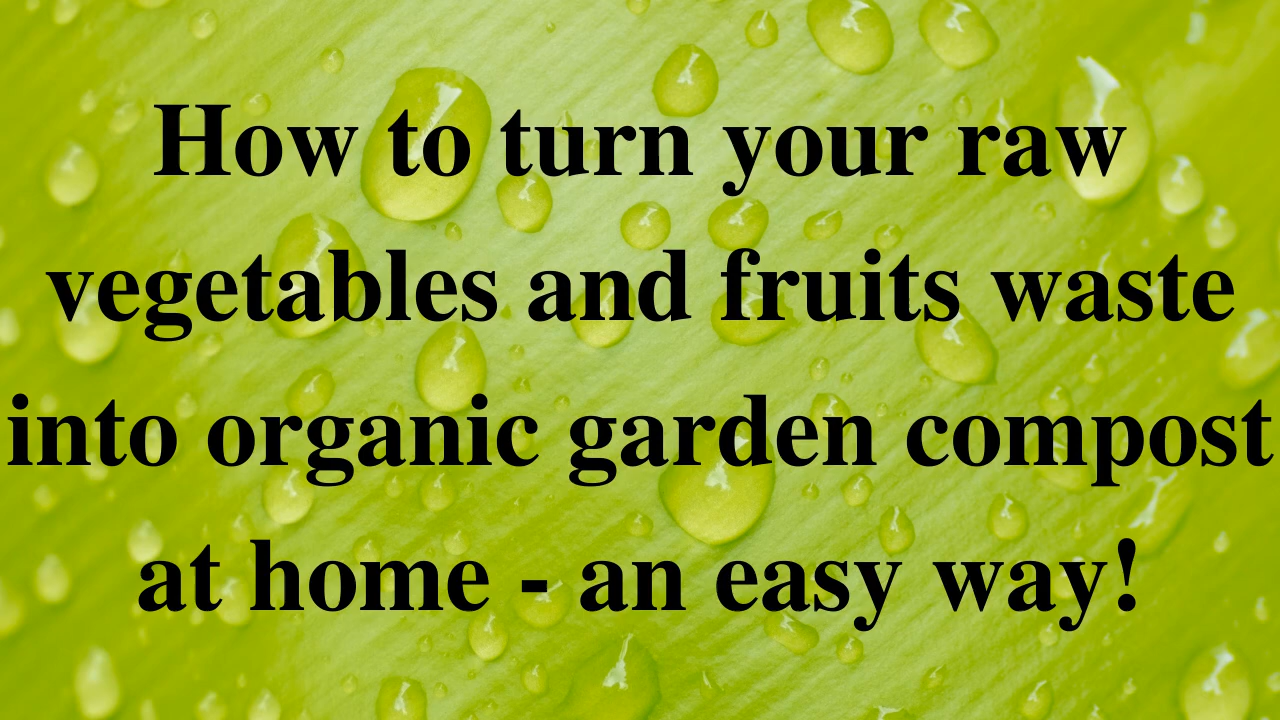 How to turn your raw
vegetables and fruits waste
into organic garden compost
at home - an easy way!